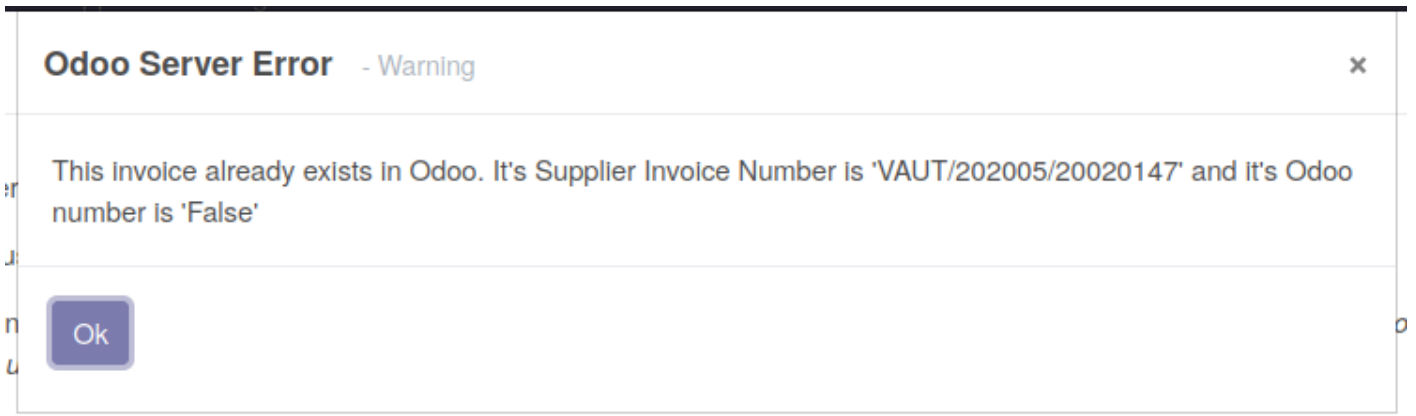 Odoo Server Error - Warning ×
This invoice already exists in Odoo. It's Supplier Invoice Number is 'VAUT/202005/20020147' and it's Odoo
number is 'False'
Ok